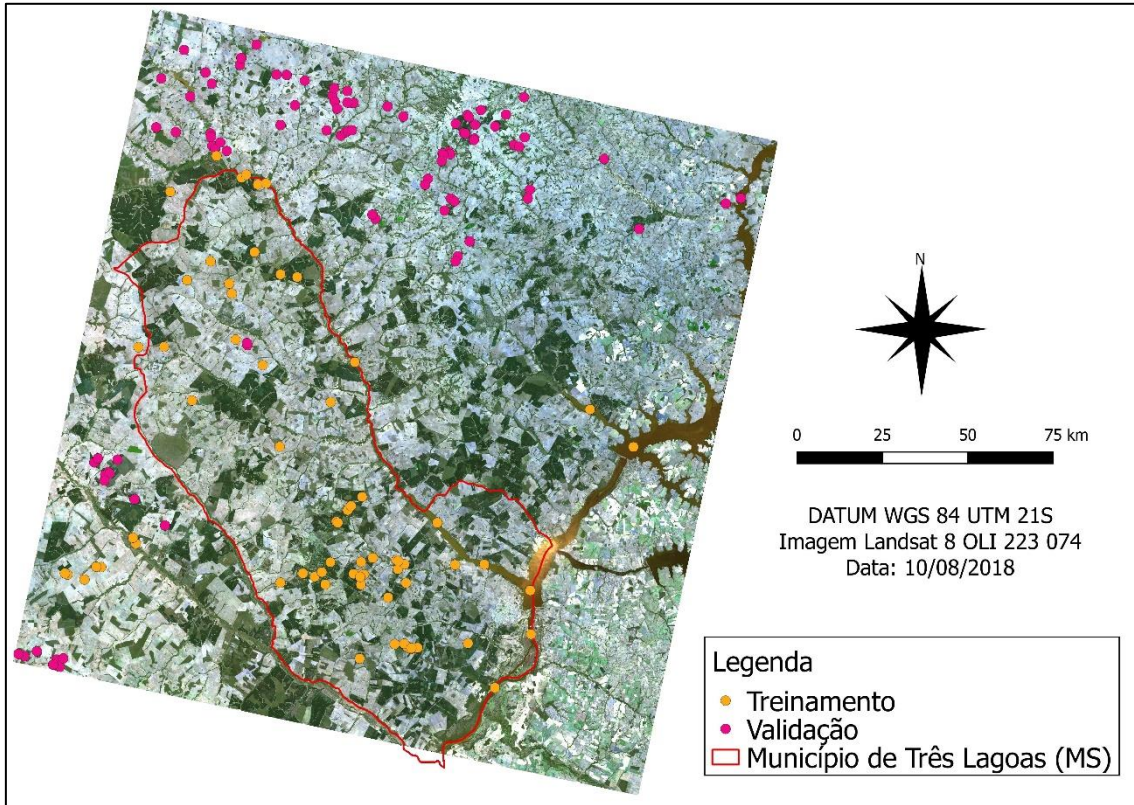 N
0 25 50 75 km
DATUM WGS 84 UTM 21S
Imagem Landsat 8 OLI 223 074
Data: 10/08/2018
Legenda
Treinamento
Validação
Município de Três Lagoas (MS)